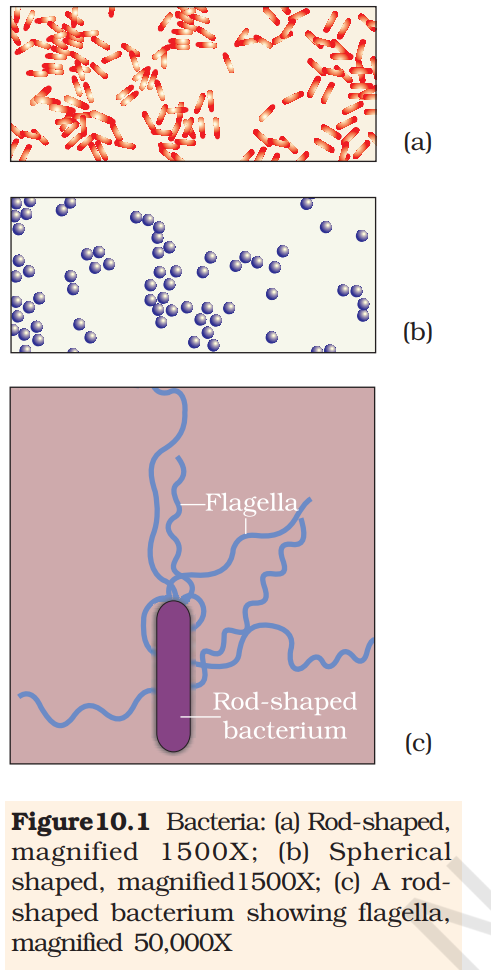 (a)
(b)
Flagella
Rod-shaped
bacterium
(c)
Figure10.1 Bacteria: (a) Rod-shaped,
magnified 1500X; (b) Spherical
shaped, magnified1500X; (c) A rod-
shaped bacterium showing flagella,
magnified 50,000X